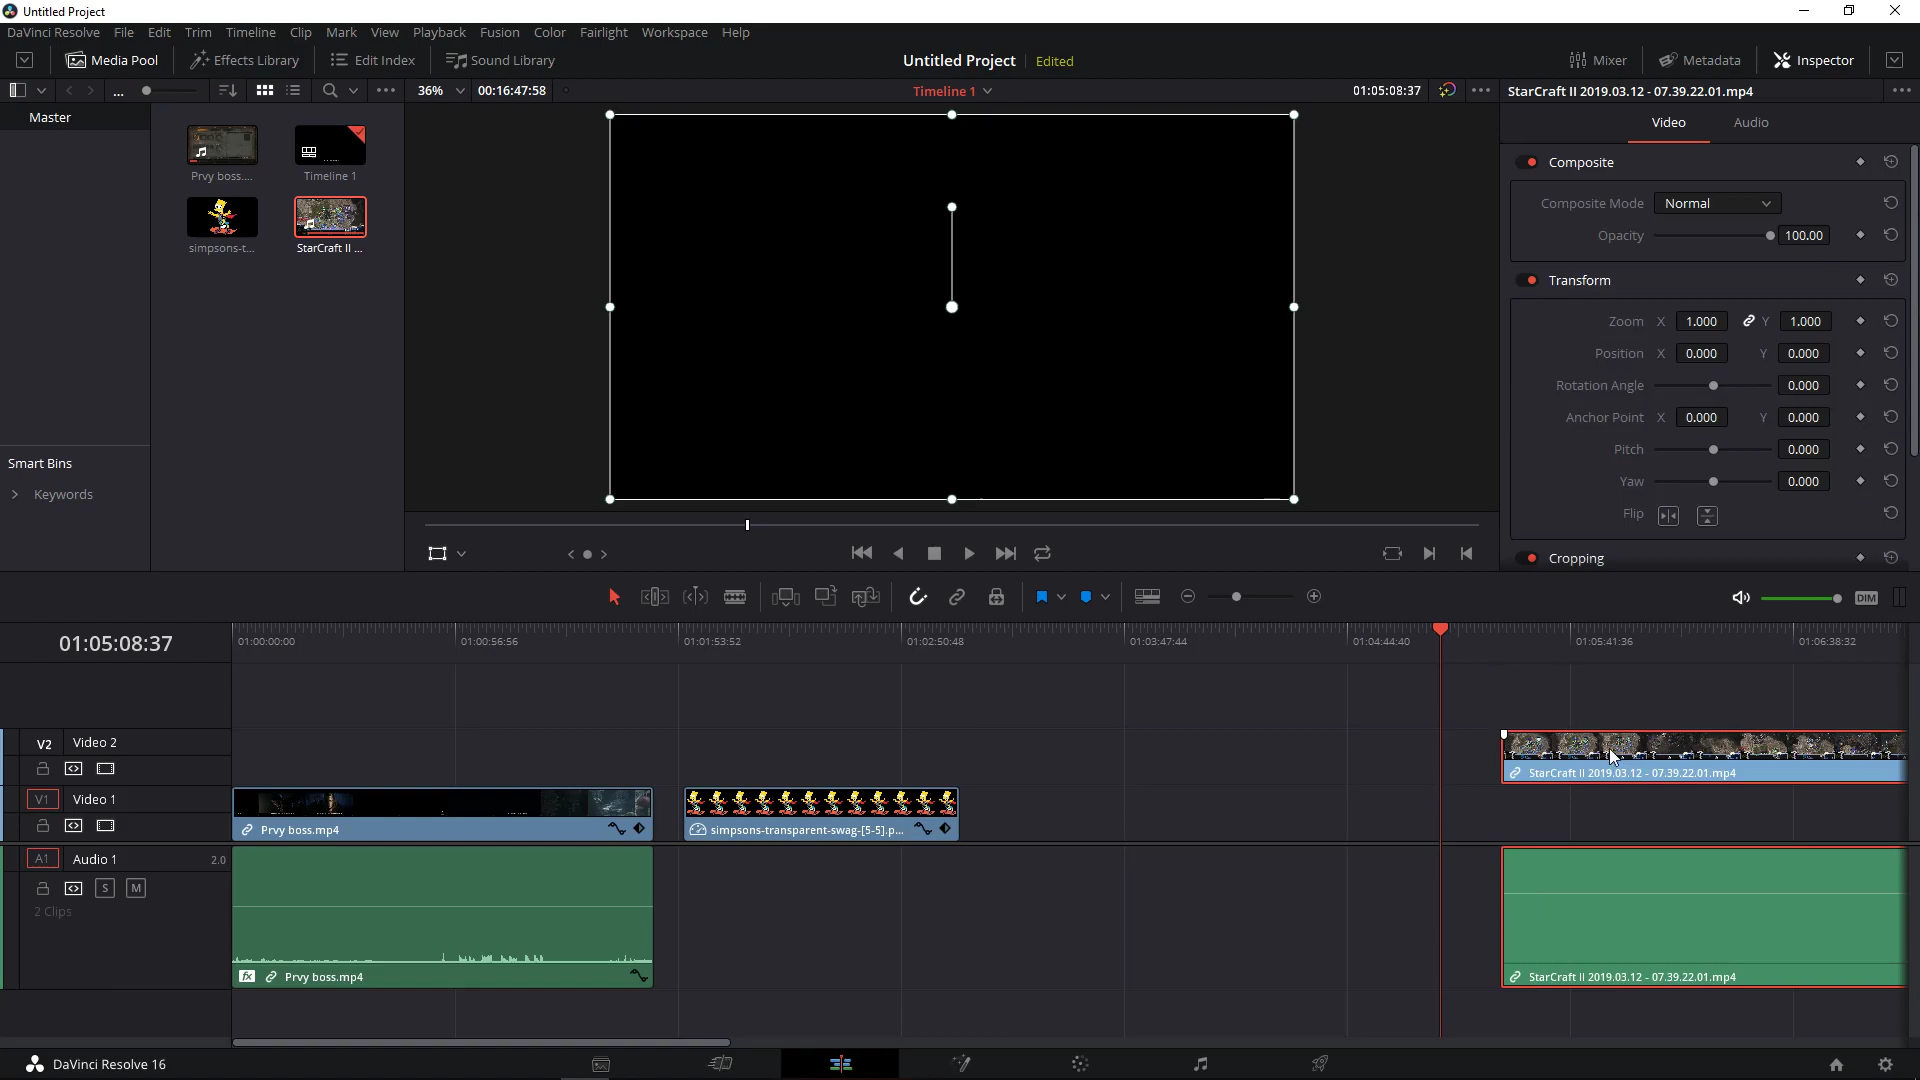 Untitled Project
DaVinci Resolve File Edit Trim Timeline Clip Mark View Playback Fusion Color Fairlight Workspace Help
Media Pool Effects Library Edit Index Sound Library Untitled Project Edited Mixer Metadata Inspector
... 36% 00:16:47:58 Timeline 1 01:05:08:37 StarCraft II 2019.03.12 - 07.39.22.01.mp4
Master
Video Audio
Prvy boss....
Timeline 1
simpsons-t...
StarCraft II ...
Composite
Composite Mode Normal
Opacity 100.00
Transform
Zoom X 1.000 Y 1.000
Position X 0.000 Y 0.000
Rotation Angle 0.000
Anchor Point X 0.000 Y 0.000
Pitch 0.000
Yaw 0.000
Flip
Cropping
Smart Bins
Keywords
DIM
01:05:08:37
01:00:00:00 01:00:56:56 01:01:53:52 01:02:50:48 01:03:47:44 01:04:44:40 01:05:41:36 01:06:38:32
V2 Video 2
StarCraft II 2019.03.12 - 07.39.22.01.mp4
V1 Video 1
Prvy boss.mp4
simpsons-transparent-swag-[5-5].p...
A1 Audio 1 2.0
S M
2 Clips
fx Prvy boss.mp4
StarCraft II 2019.03.12 - 07.39.22.01.mp4
DaVinci Resolve 16